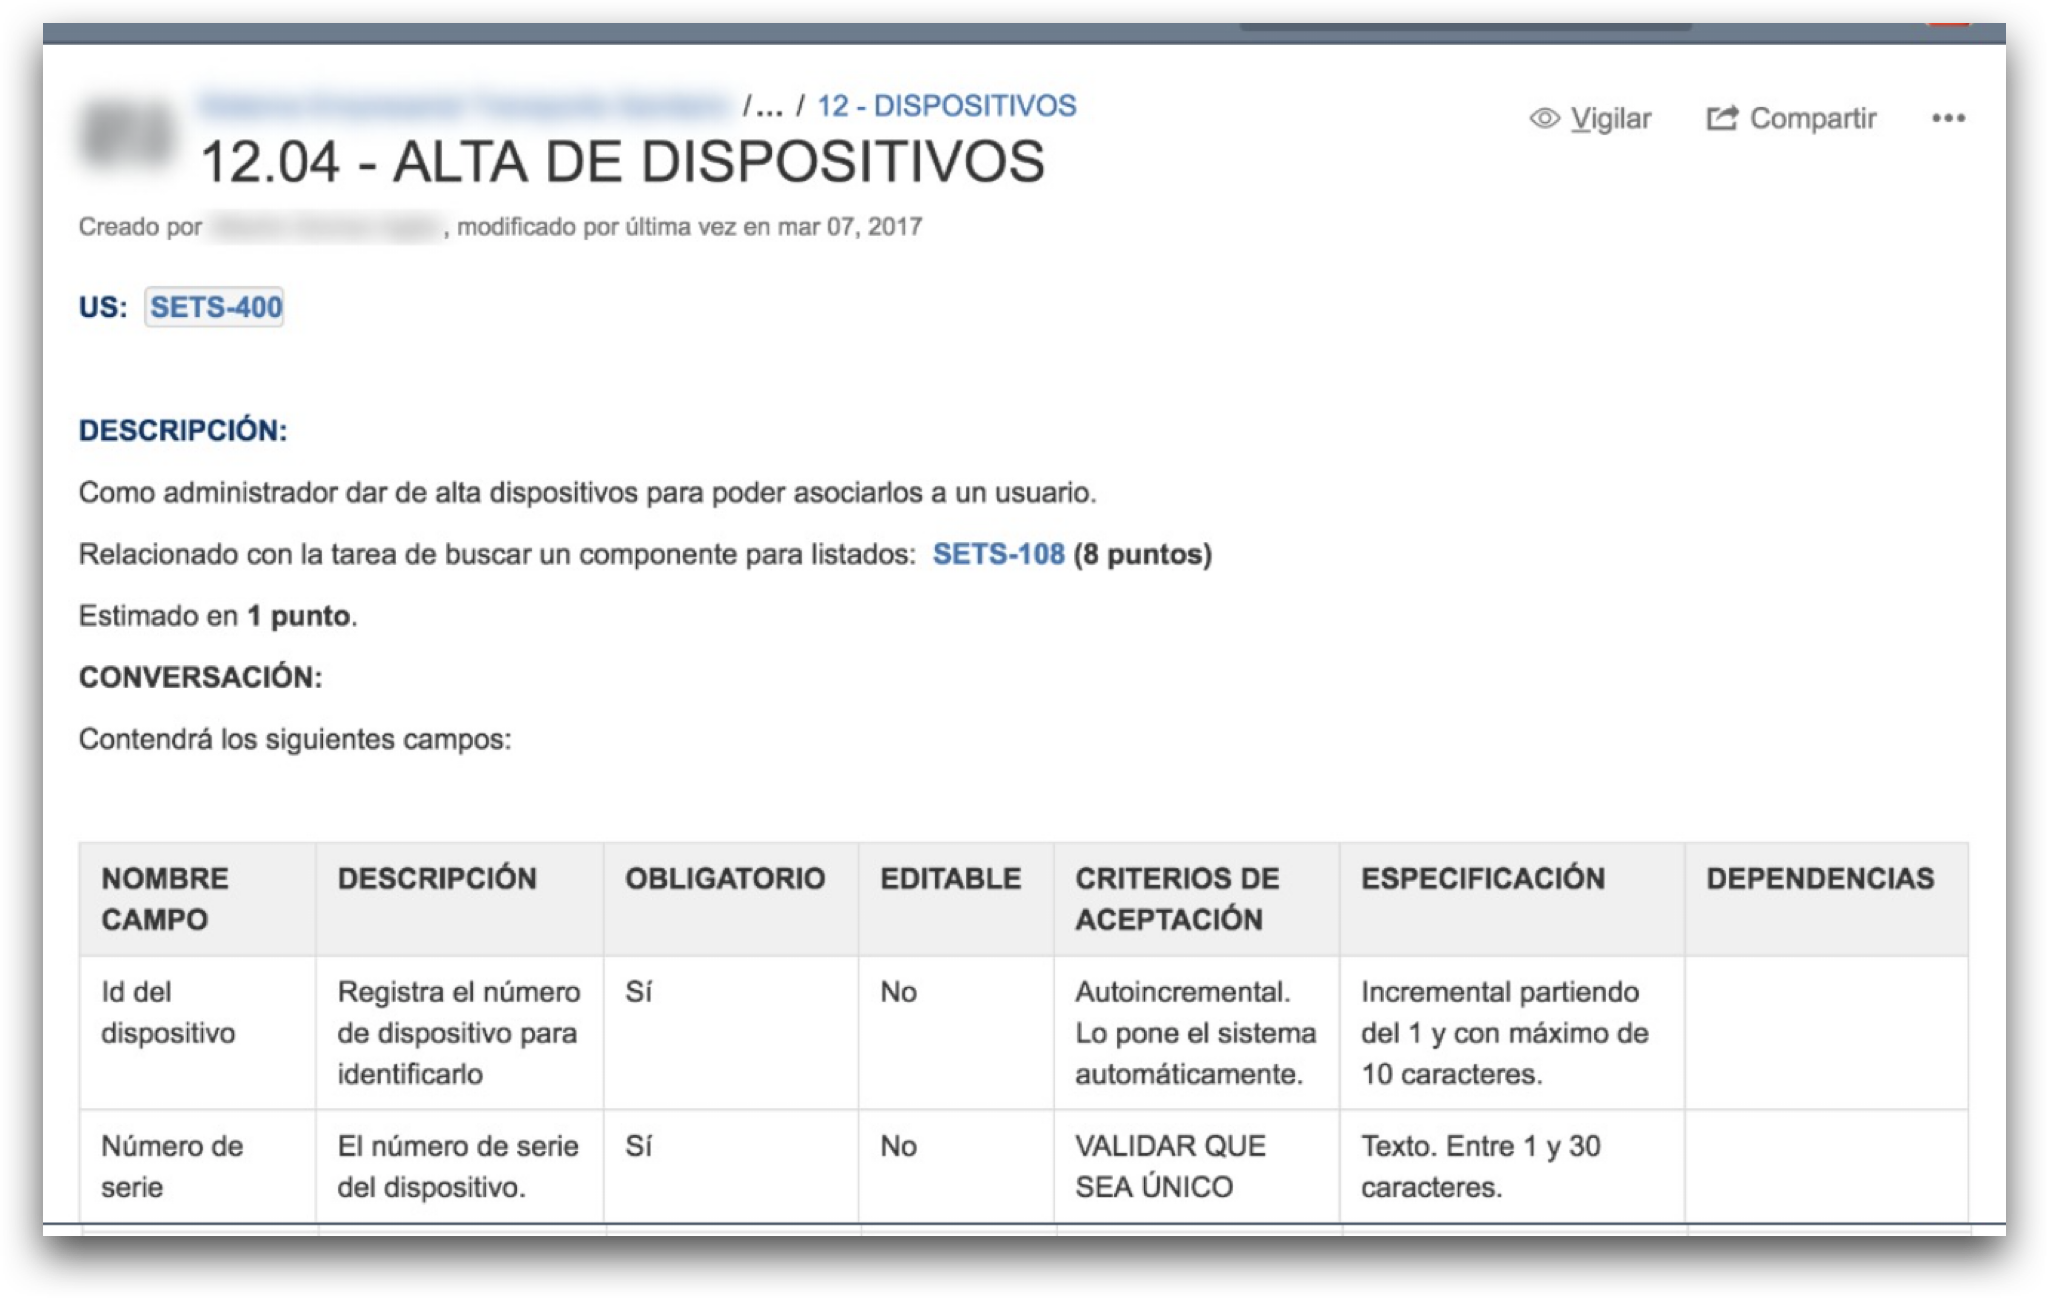 /... / 12 - DISPOSITIVOS
Vigilar
Compartir
12.04 - ALTA DE DISPOSITIVOS
Creado por , modificado por última vez en mar 07, 2017
US: SETS-400
DESCRIPCIÓN:
Como administrador dar de alta dispositivos para poder asociarlos a un usuario.
Relacionado con la tarea de buscar un componente para listados: SETS-108 (8 puntos)
Estimado en 1 punto.
CONVERSACIÓN:
Contendrá los siguientes campos:
NOMBRE
CAMPO
DESCRIPCIÓN
OBLIGATORIO
EDITABLE
CRITERIOS DE
ACEPTACIÓN
ESPECIFICACIÓN
DEPENDENCIAS
Id del
dispositivo
Registra el número
de dispositivo para
identificarlo
Sí
No
Autoincremental.
Lo pone el sistema
automáticamente.
Incremental partiendo
del 1 y con máximo de
10 caracteres.
Número de
serie
El número de serie
del dispositivo.
Sí
No
VALIDAR QUE
SEA ÚNICO
Texto. Entre 1 y 30
caracteres.